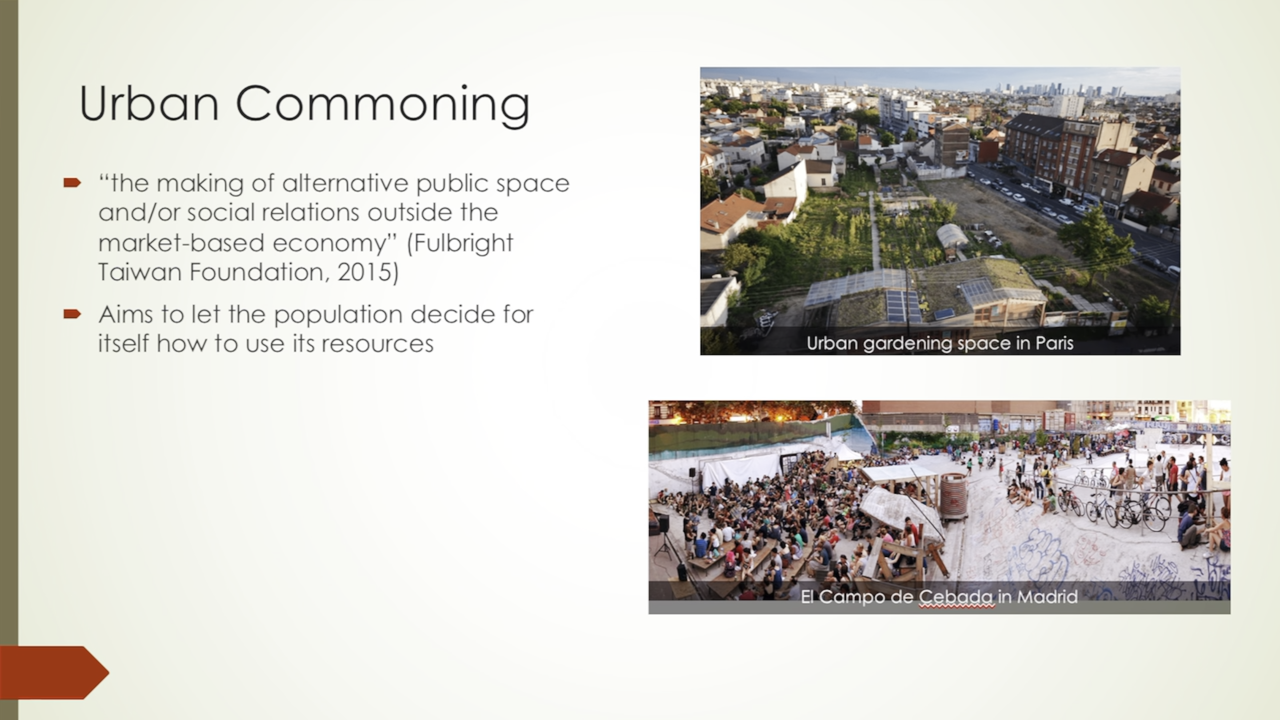 Urban Commoning
“the making of alternative public space
and/or social relations outside the
market-based economy” (Fulbright
Taiwan Foundation, 2015)
Aims to let the population decide for
itself how to use its resources
Urban gardening space in Paris
El Campo de Cebada in Madrid